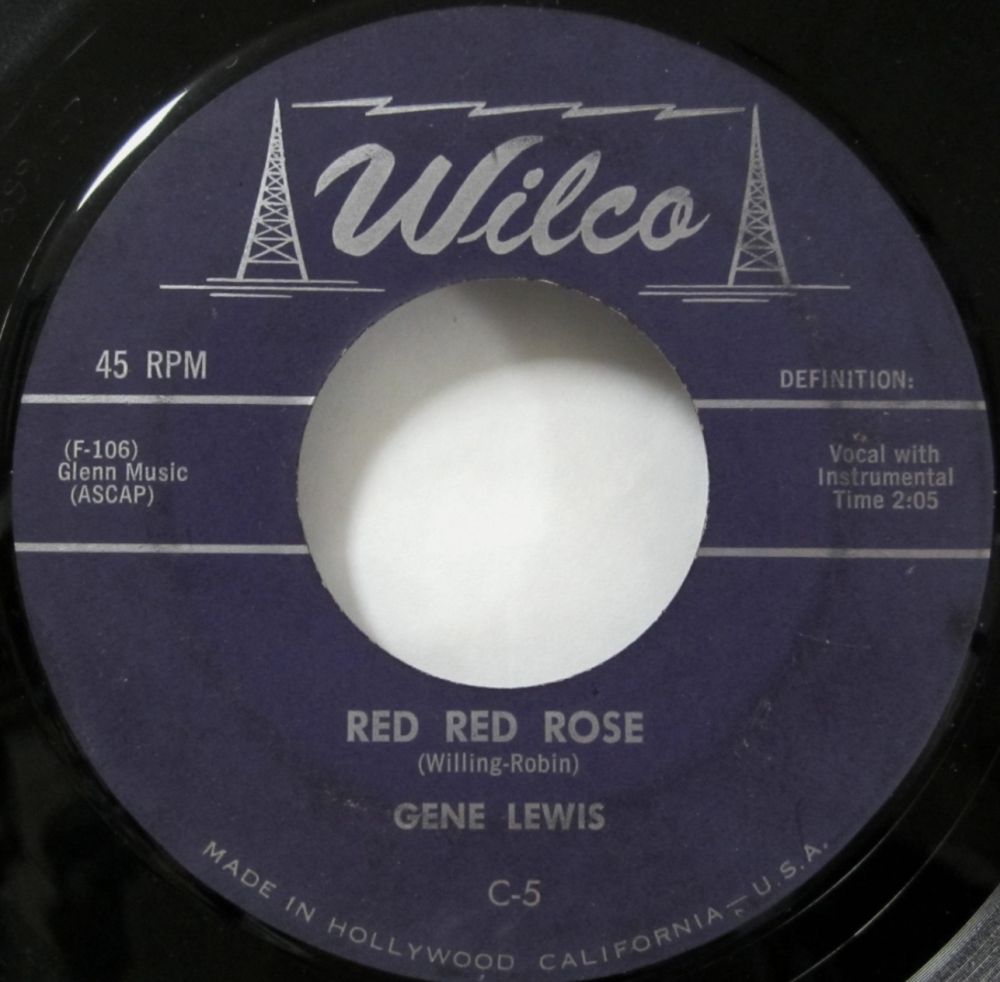 Wilco
45 RPM
DEFINITION:
(F-106)
Glenn Music
(ASCAP)
Vocal with
Instrumental
Time 2:05
RED RED ROSE
(Willing-Robin)
GENE LEWIS
C-5
MADE IN HOLLYWOOD CALIFORNIA — U.S.A.